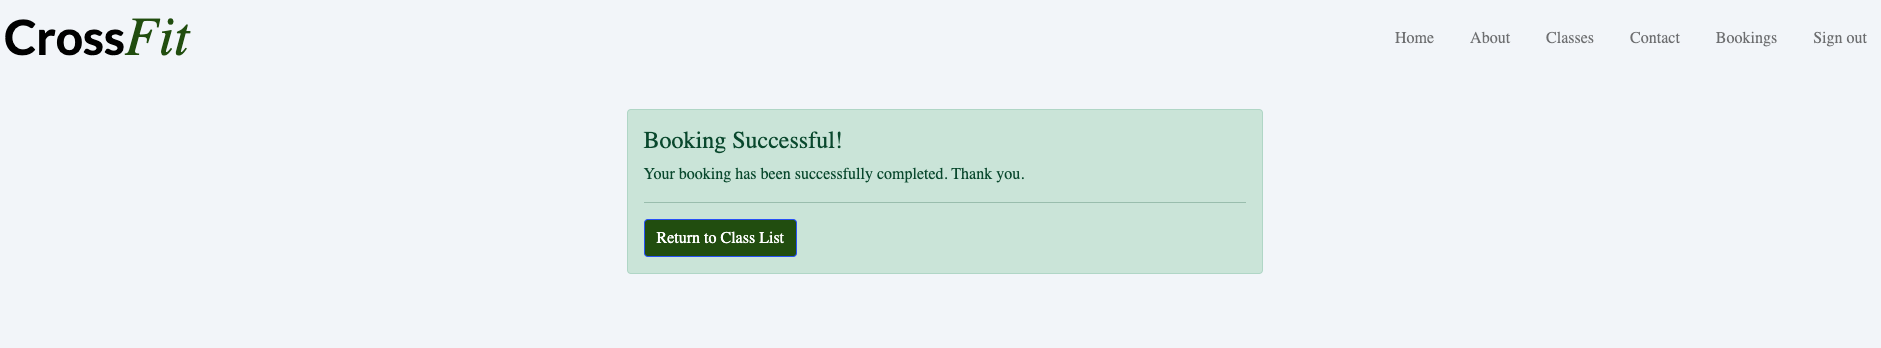 CrossFit
Home About Classes Contact Bookings Sign out
Booking Successful!
Your booking has been successfully completed. Thank you.
Return to Class List